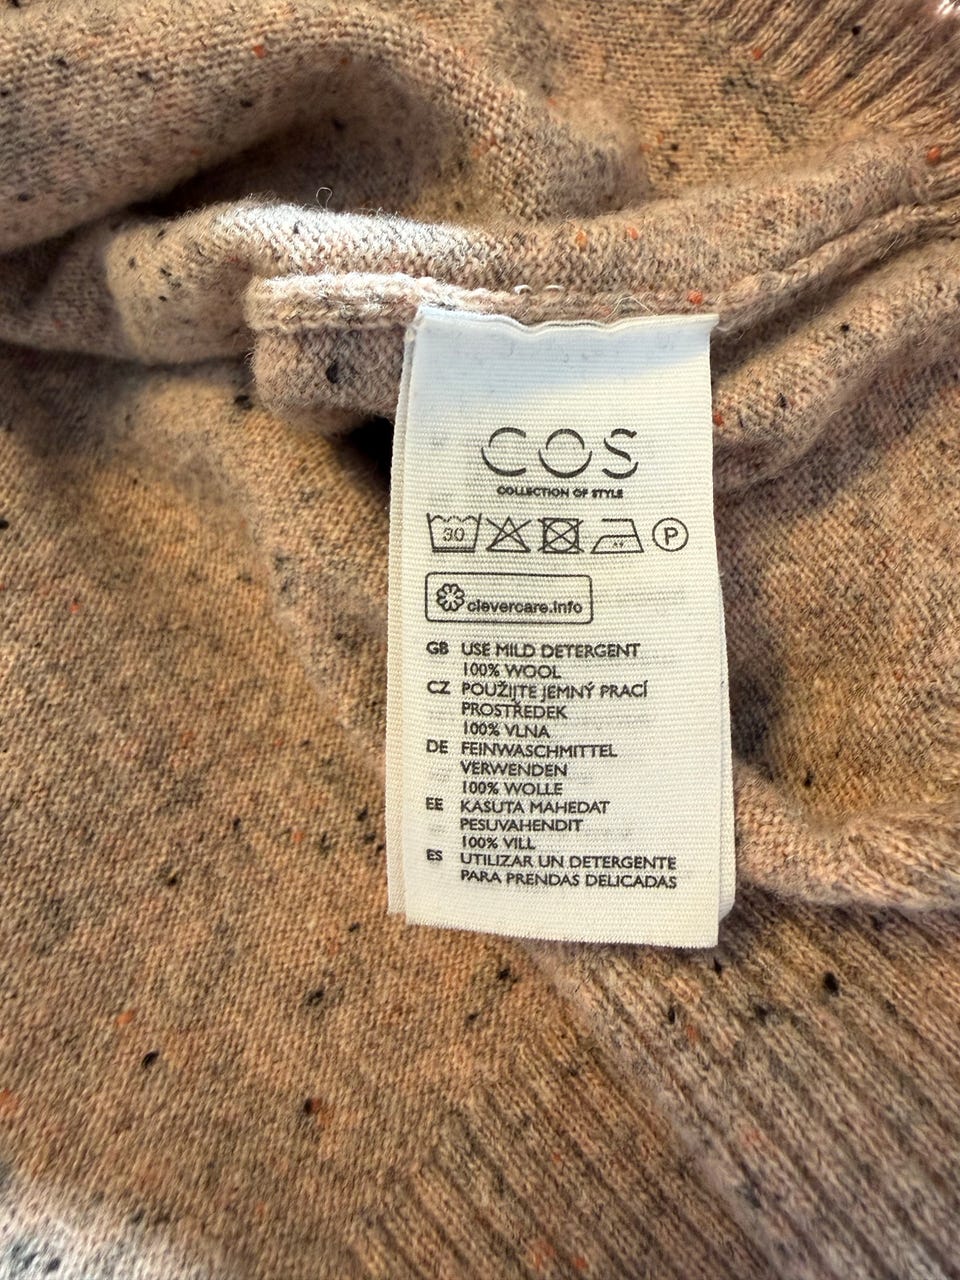 COS
COLLECTION OF STYLE
30
P
clevercare.info
GB USE MILD DETERGENT
100% WOOL
CZ POUŽIJTE JEMNÝ PRACÍ
PROSTŘEDEK
100% VLNA
DE FEINWASCHMITTEL
VERWENDEN
100% WOLLE
EE KASUTA MAHEDAT
PESUVAHENDIT
100% VILL
ES UTILIZAR UN DETERGENTE
PARA PRENDAS DELICADAS